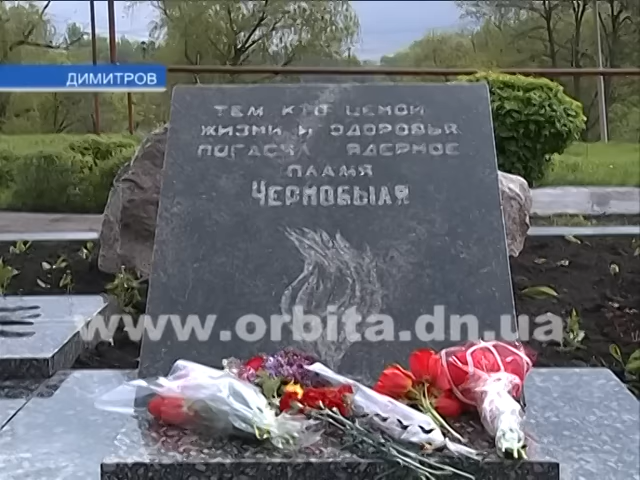 ДИМИТРОВ
ТЕМ КТО ЦЕНОЙ
ЖИЗНИ И ЗДОРОВЬЯ
ПОГАСИЛ ЯДЕРНОЕ
ПЛАМЯ
ЧЕРНОБЫЛЯ
www.orbita.dn.ua